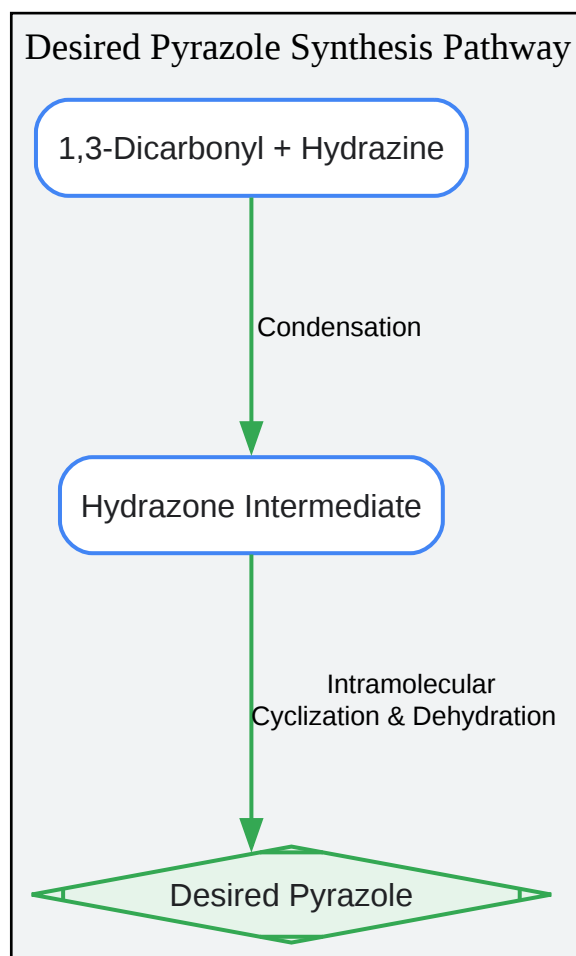 Desired Pyrazole Synthesis Pathway
1,3-Dicarbonyl + Hydrazine
Condensation
Hydrazone Intermediate
Intramolecular
Cyclization & Dehydration
Desired Pyrazole